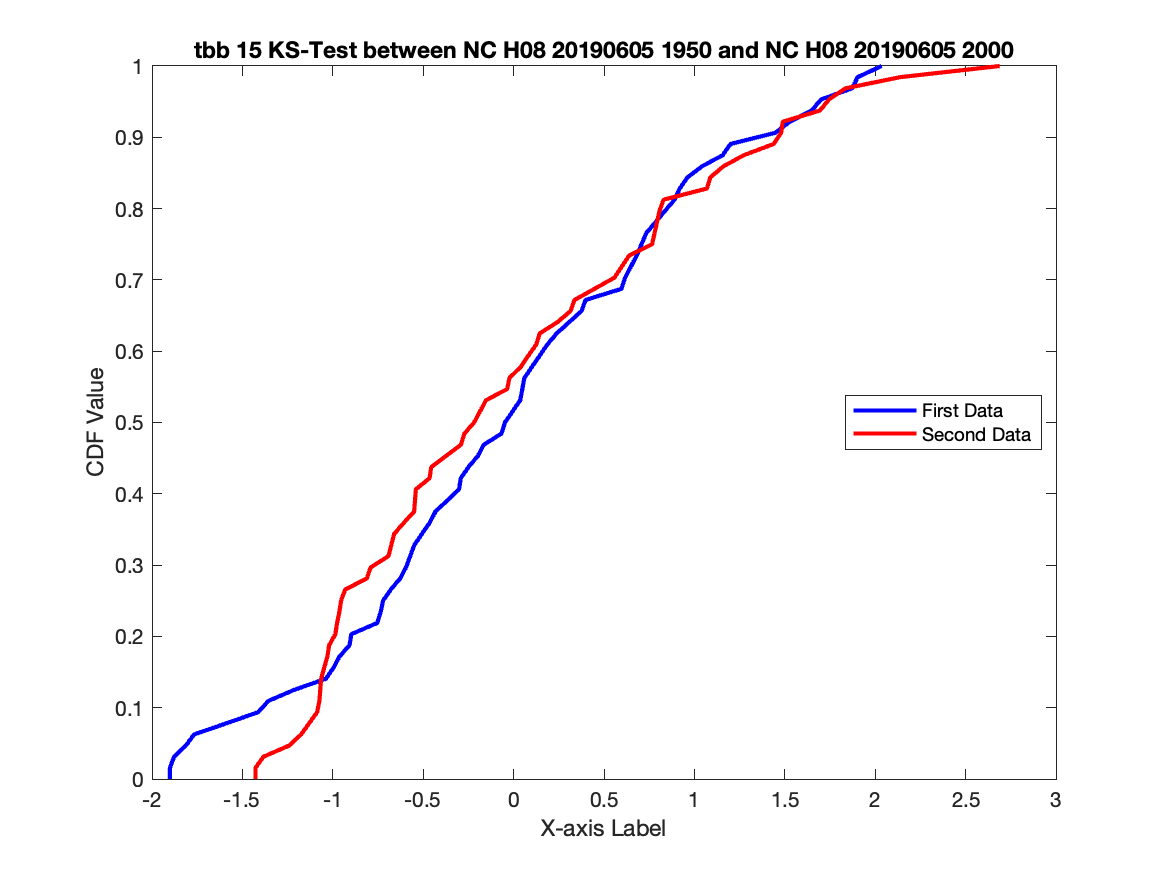 tbb 15 KS-Test between NC H08 20190605 1950 and NC H08 20190605 2000
1
0.9
0.8
0.7
0.6
0.5
0.4
0.3
0.2
0.1
0
CDF Value
First Data
Second Data
-2 -1.5 -1 -0.5 0 0.5 1 1.5 2 2.5 3
X-axis Label